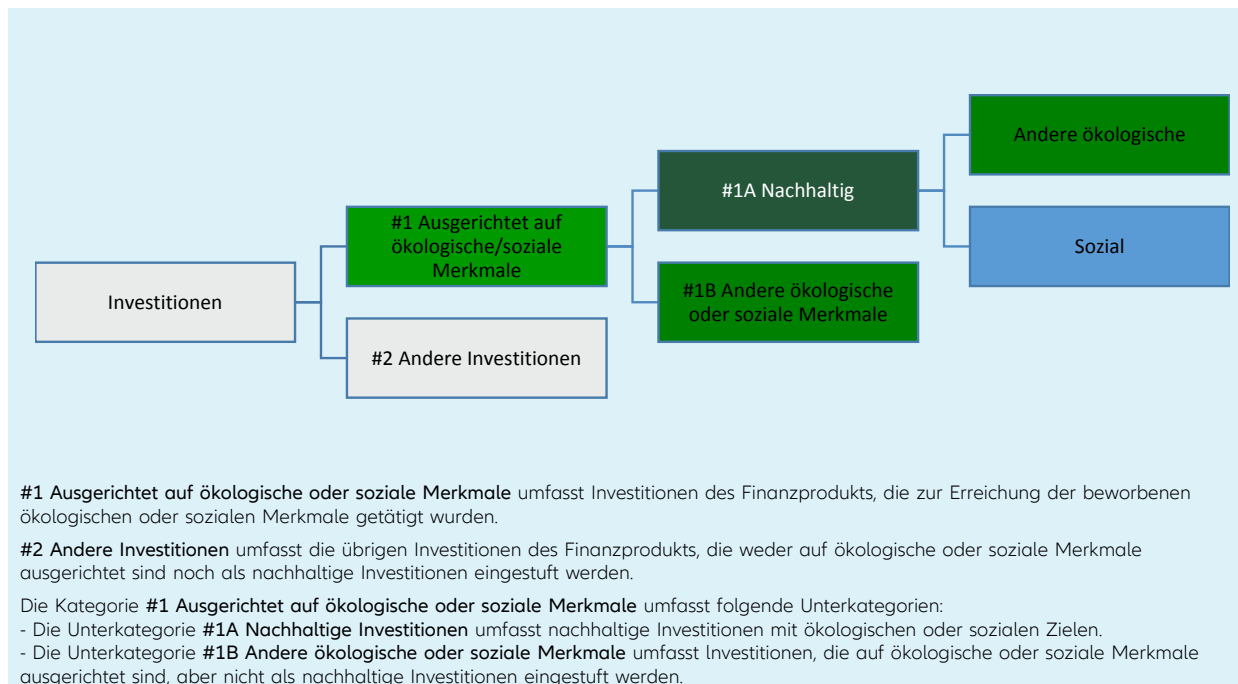 Andere ökologische
#1A Nachhaltig
#1 Ausgerichtet auf
ökologische/soziale
Merkmale
Sozial
#1B Andere ökologische
oder soziale Merkmale
Investitionen
#2 Andere Investitionen
#1 Ausgerichtet auf ökologische oder soziale Merkmale umfasst Investitionen des Finanzprodukts, die zur Erreichung der beworbenen
ökologischen oder sozialen Merkmale getätigt wurden.
#2 Andere Investitionen umfasst die übrigen Investitionen des Finanzprodukts, die weder auf ökologische oder soziale Merkmale
ausgerichtet sind noch als nachhaltige Investitionen eingestuft werden.
Die Kategorie #1 Ausgerichtet auf ökologische oder soziale Merkmale umfasst folgende Unterkategorien:
- Die Unterkategorie #1A Nachhaltige Investitionen umfasst nachhaltige Investitionen mit ökologischen oder sozialen Zielen.
- Die Unterkategorie #1B Andere ökologische oder soziale Merkmale umfasst lnvestitionen, die auf ökologische oder soziale Merkmale
ausgerichtet sind, aber nicht als nachhaltige Investitionen eingestuft werden.